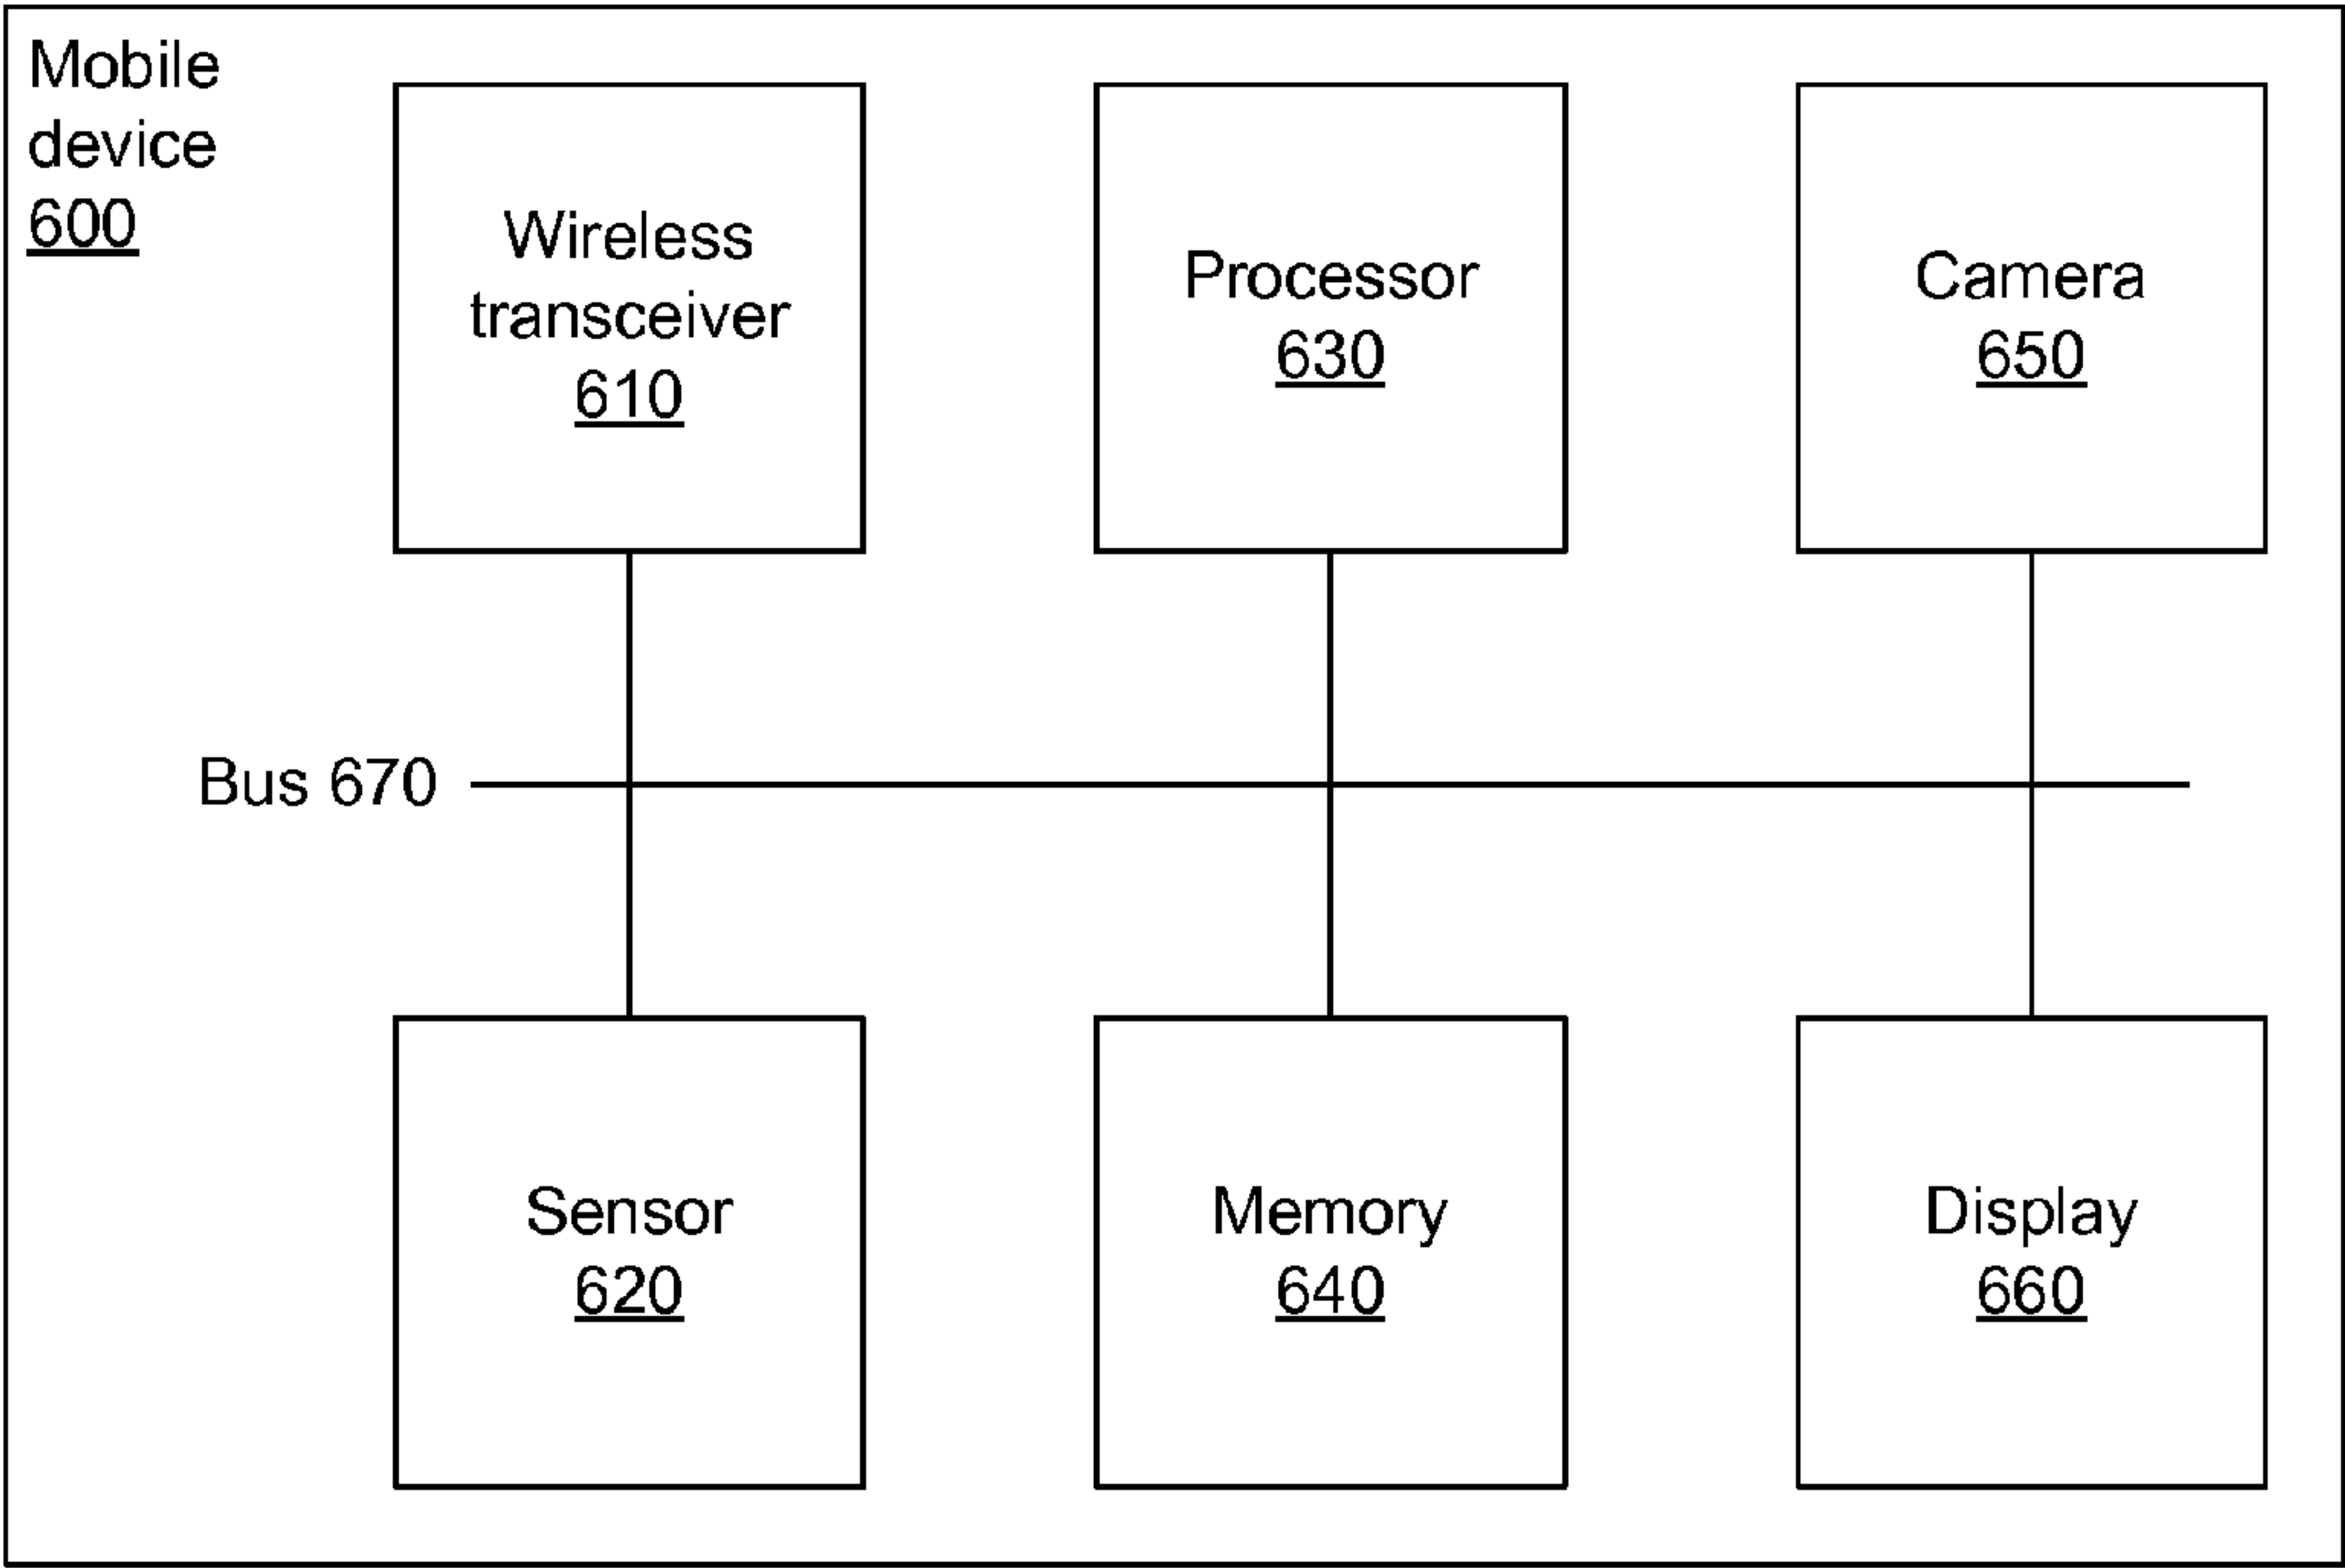 Mobile
device
600
Wireless
transceiver
610
Processor
630
Camera
650
Bus 670
Sensor
620
Memory
640
Display
660